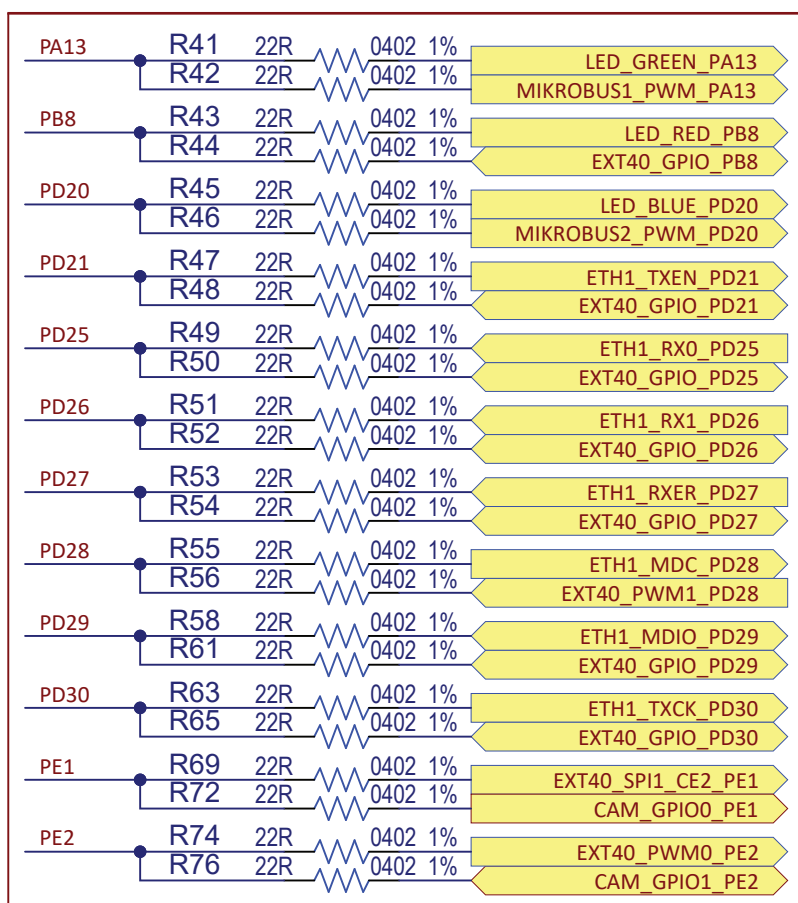 PA13 R41 22R 0402 1% LED_GREEN_PA13
R42 22R 0402 1% MIKROBUS1_PWM_PA13
PB8 R43 22R 0402 1% LED_RED_PB8
R44 22R 0402 1% EXT40_GPIO_PB8
PD20 R45 22R 0402 1% LED_BLUE_PD20
R46 22R 0402 1% MIKROBUS2_PWM_PD20
PD21 R47 22R 0402 1% ETH1_TXEN_PD21
R48 22R 0402 1% EXT40_GPIO_PD21
PD25 R49 22R 0402 1% ETH1_RX0_PD25
R50 22R 0402 1% EXT40_GPIO_PD25
PD26 R51 22R 0402 1% ETH1_RX1_PD26
R52 22R 0402 1% EXT40_GPIO_PD26
PD27 R53 22R 0402 1% ETH1_RXER_PD27
R54 22R 0402 1% EXT40_GPIO_PD27
PD28 R55 22R 0402 1% ETH1_MDC_PD28
R56 22R 0402 1% EXT40_PWM1_PD28
PD29 R58 22R 0402 1% ETH1_MDIO_PD29
R61 22R 0402 1% EXT40_GPIO_PD29
PD30 R63 22R 0402 1% ETH1_TXCK_PD30
R65 22R 0402 1% EXT40_GPIO_PD30
PE1 R69 22R 0402 1% EXT40_SPI1_CE2_PE1
R72 22R 0402 1% CAM_GPIO0_PE1
PE2 R74 22R 0402 1% EXT40_PWM0_PE2
R76 22R 0402 1% CAM_GPIO1_PE2